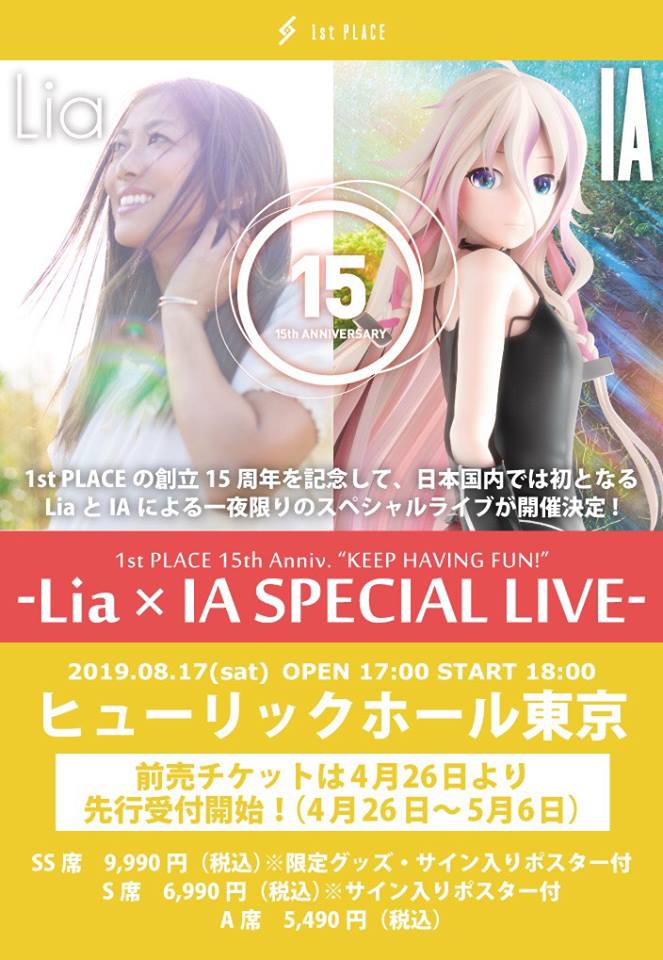 1st PLACE
Lia
IA
15
15th ANNIVERSARY
1st PLACE の創立 15 周年を記念して、日本国内では初となる
Lia と IA による一夜限りのスペシャルライブが開催決定！
1st PLACE 15th Anniv. “KEEP HAVING FUN!”
-Lia × IA SPECIAL LIVE-
2019.08.17(sat) OPEN 17:00 START 18:00
ヒューリックホール東京
前売チケットは4月26日より
先行受付開始！（4月26日～5月6日）
SS 席 9,990 円（税込）※限定グッズ・サイン入りポスター付
S 席 6,990 円（税込）※サイン入りポスター付
A 席 5,490 円（税込）